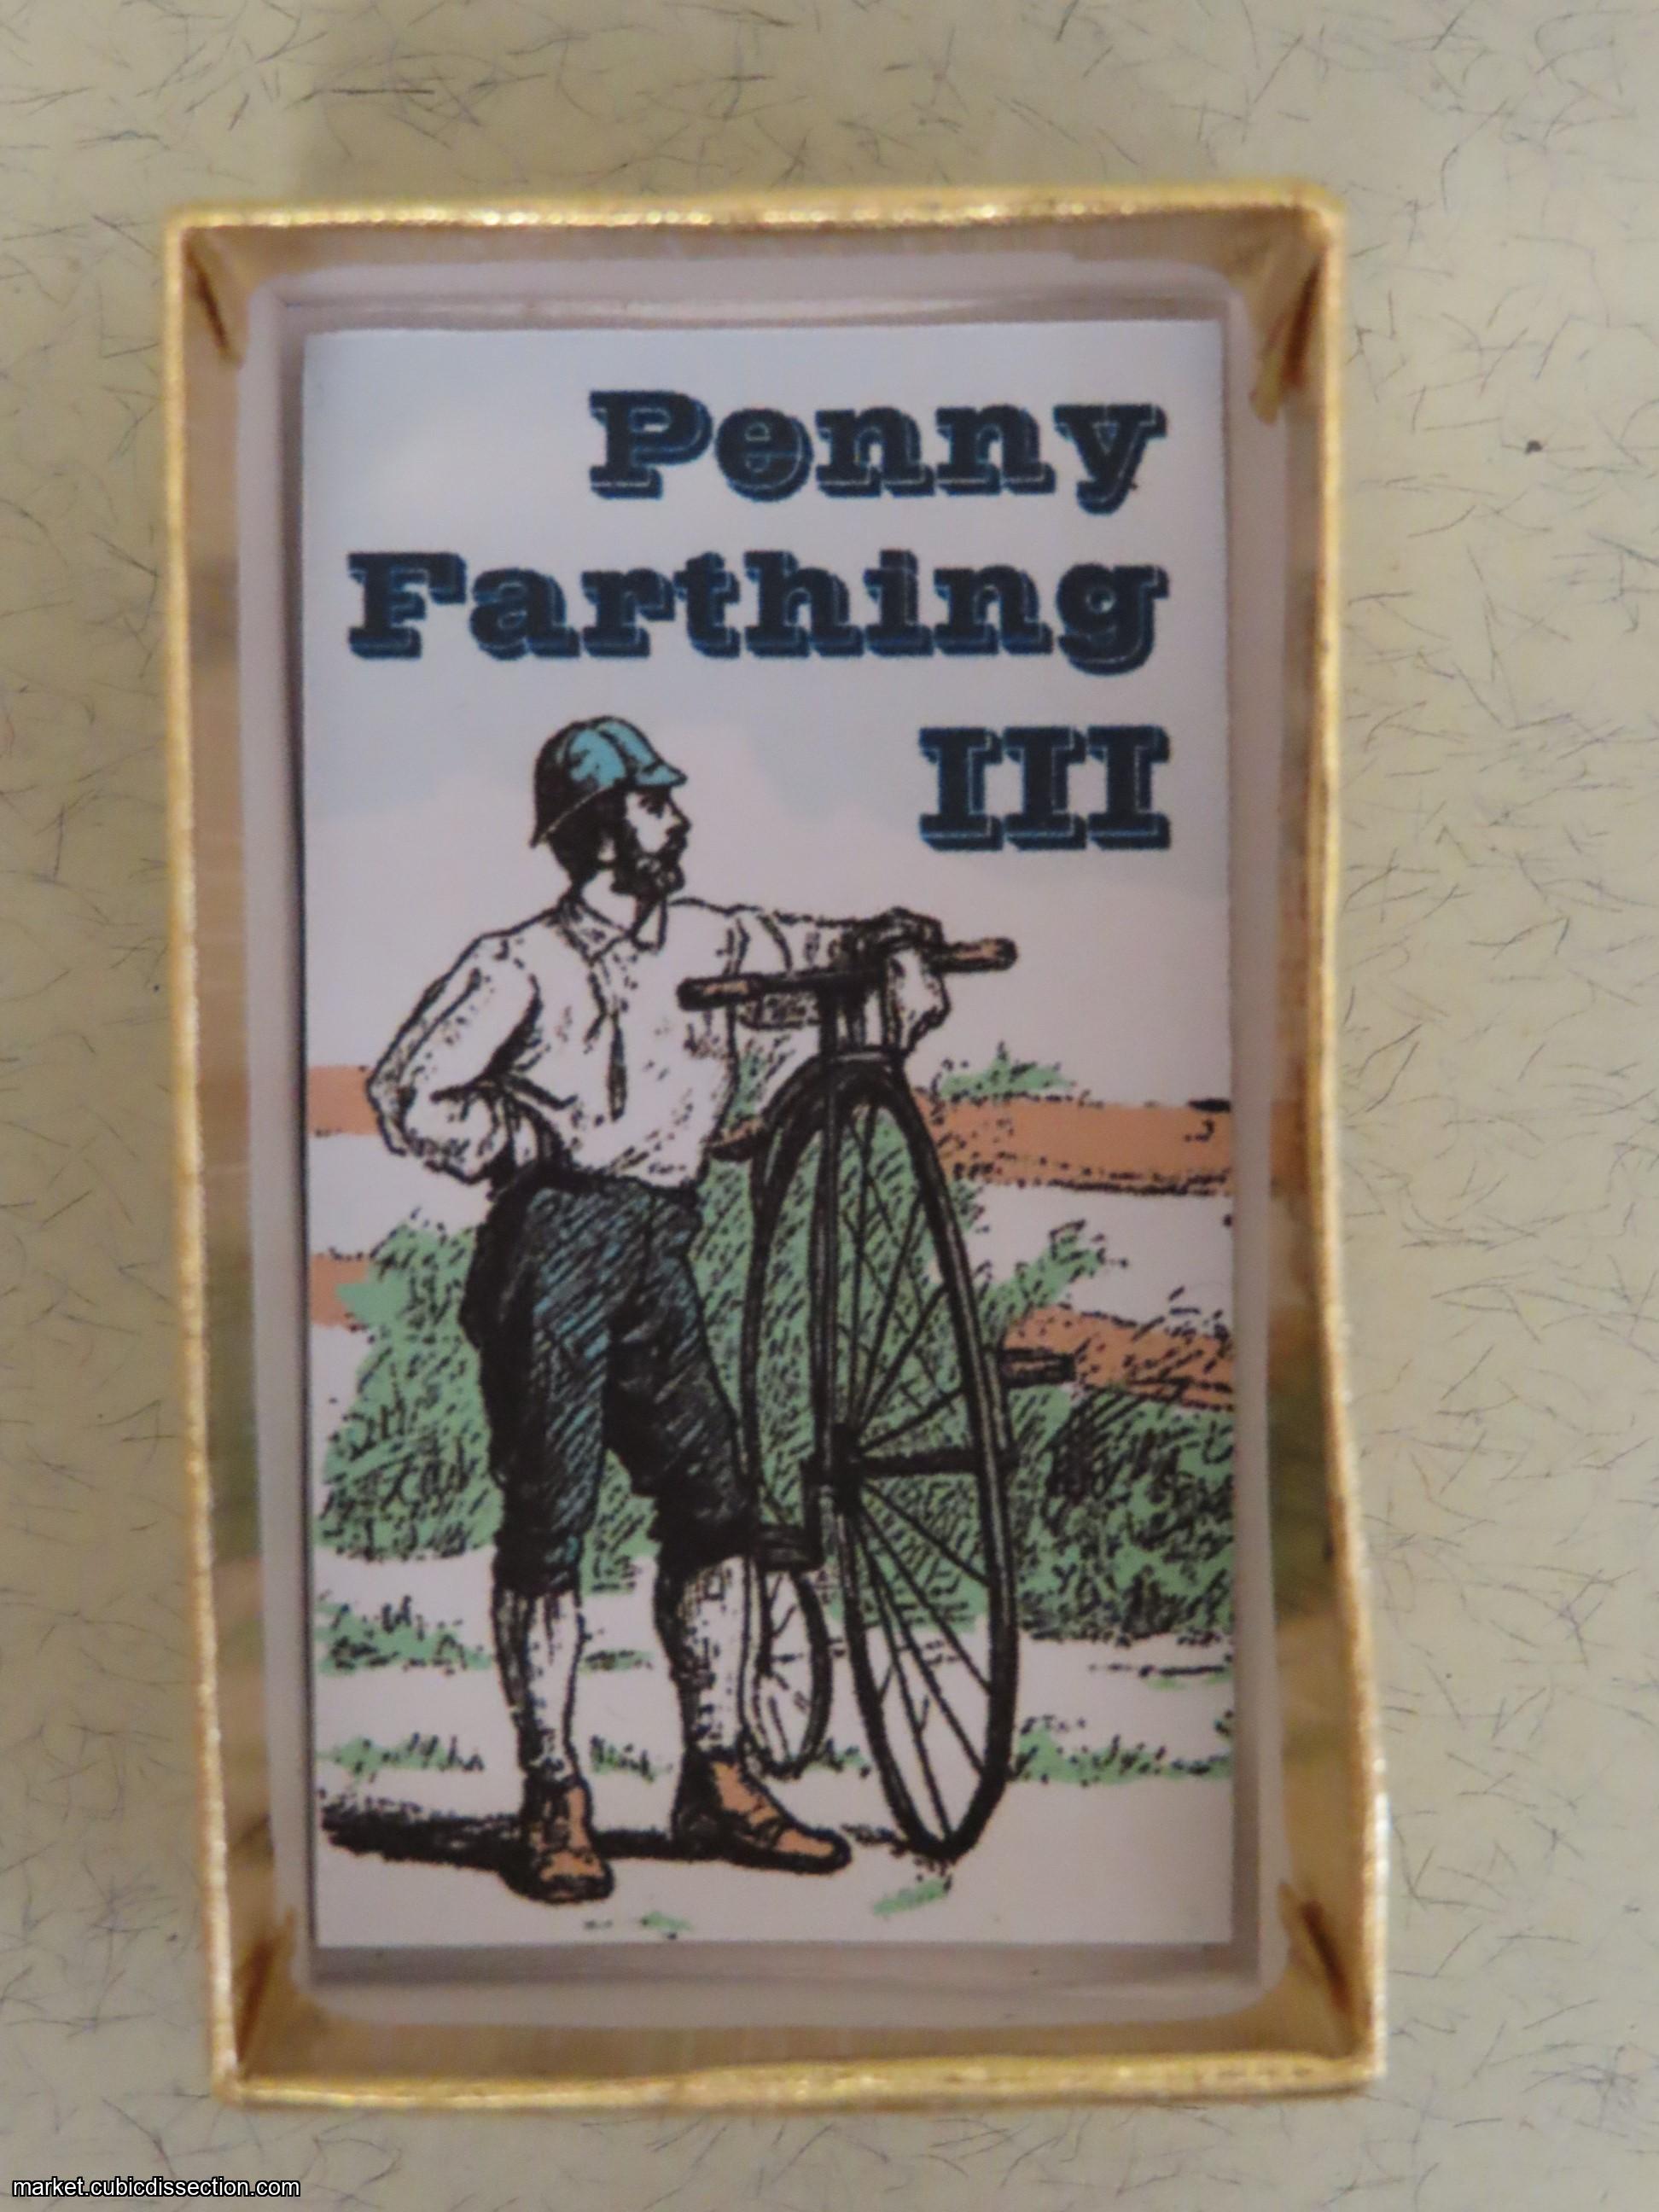 Penny
Farthing
III
market.cubicdissection.com